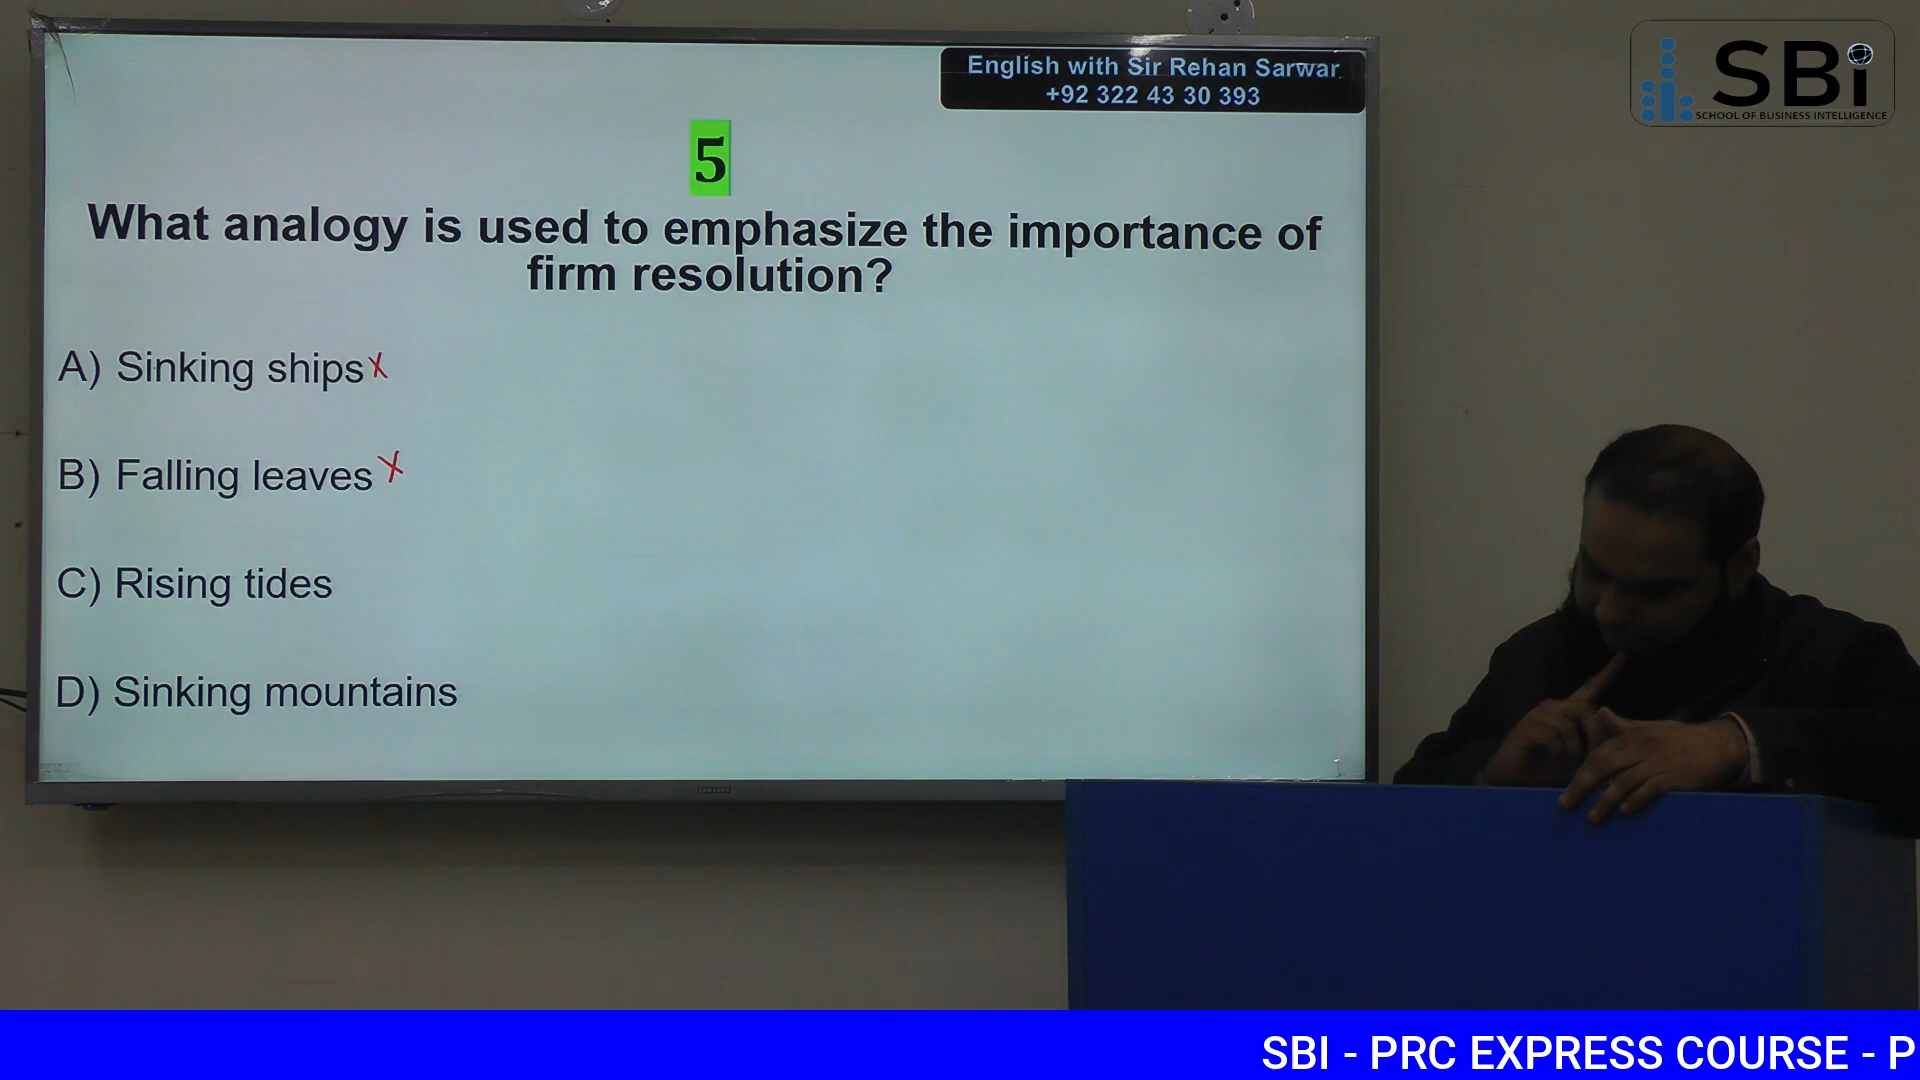 English with Sir Rehan Sarwar
+92 322 43 30 393
SBi
SCHOOL OF BUSINESS INTELLIGENCE
5
What analogy is used to emphasize the importance of
firm resolution?
A) Sinking ships x
B) Falling leaves x
C) Rising tides
D) Sinking mountains
SAMSUNG
SBI - PRC EXPRESS COURSE - P